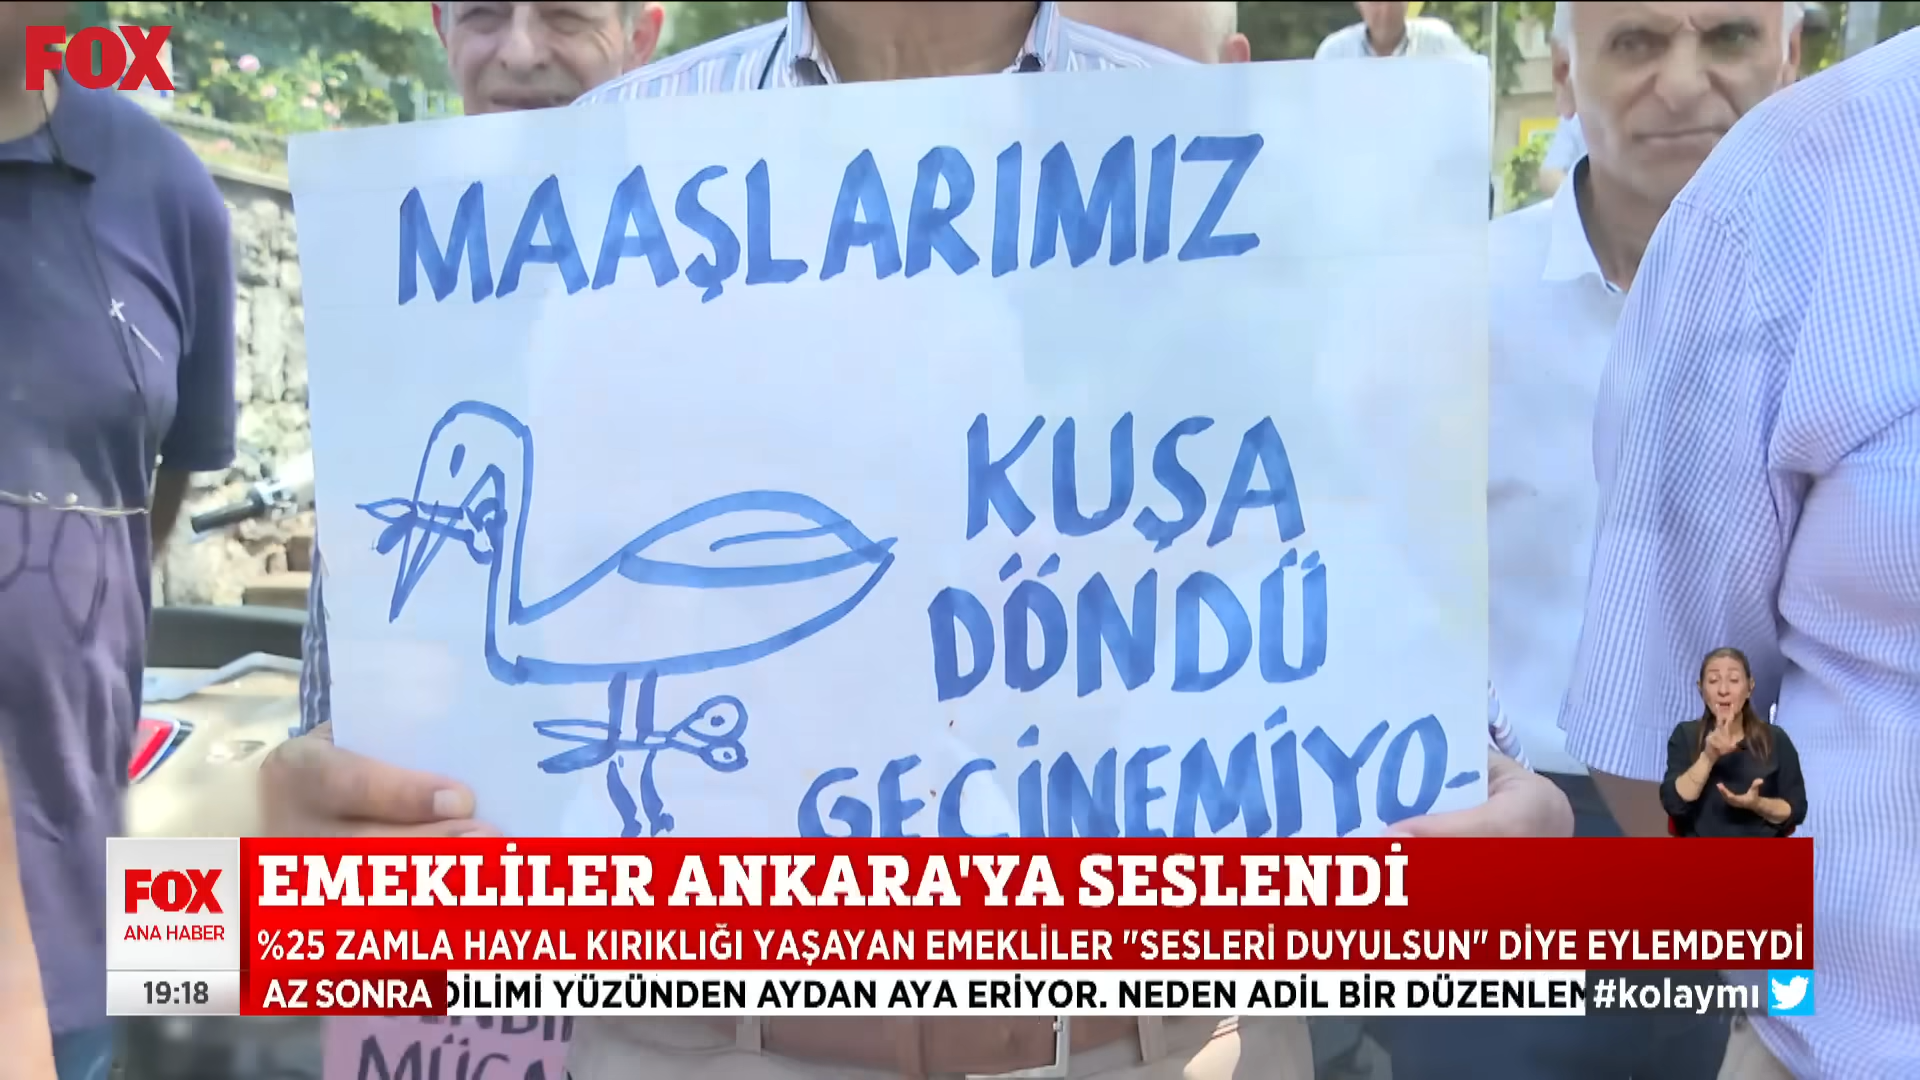 FOX
MAAŞLARIMIZ
KUŞA
DÖNDÜ
GEÇİNEMİYO-
FOX
ANA HABER
EMEKLİLER ANKARA'YA SESLENDİ
%25 ZAMLA HAYAL KIRIKLIĞI YAŞAYAN EMEKLİLER "SESLERİ DUYULSUN" DİYE EYLEMDEYDİ
19:18
AZ SONRA
DİLİMİ YÜZÜNDEN AYDAN AYA ERİYOR. NEDEN ADİL BİR DÜZENLEM
#kolaymı